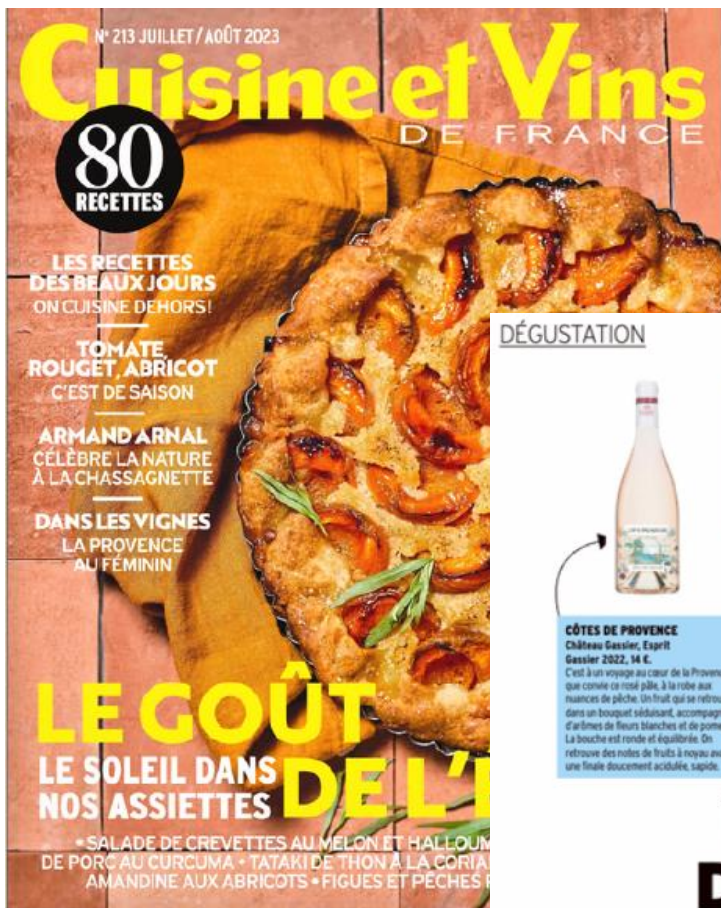 N° 213 JUILLET/AOÛT 2023
Cuisine et Vins
DE FRANCE
80
RECETTES
LES RECETTES
DES BEAUX JOURS
ON CUISINE DEHORS!
TOMATE,
ROUGET, ABRICOT
C'EST DE SAISON
ARMAND ARNAL
CÉLÈBRE LA NATURE
À LA CHASSAGNETTE
DANS LES VIGNES
LA PROVENCE
AU FÉMININ
LE GOÛT
DE L'
LE SOLEIL DANS
NOS ASSIETTES
• SALADE DE CREVETTES AU MELON ET HALLOUM
DE PORC AU CURCUMA • TATAKI DE THON À LA CORIA
AMANDINE AUX ABRICOTS • FIGUES ET PÊCHES
DÉGUSTATION
CÔTES DE PROVENCE
Château Gassier, Esprit
Gassier 2022, 14 €.
C'est à un voyage au cœur de la Provence
que convie ce rosé pâle, à la robe aux
nuances de pêche. Un fruit qui se retrou
dans un bouquet séduisant, accompagn
d'arômes de fleurs blanches et de pome
La bouche est ronde et équilibrée. On
retrouve des notes de fruits à noyau ave
une finale doucement acidulée, sapide.
D